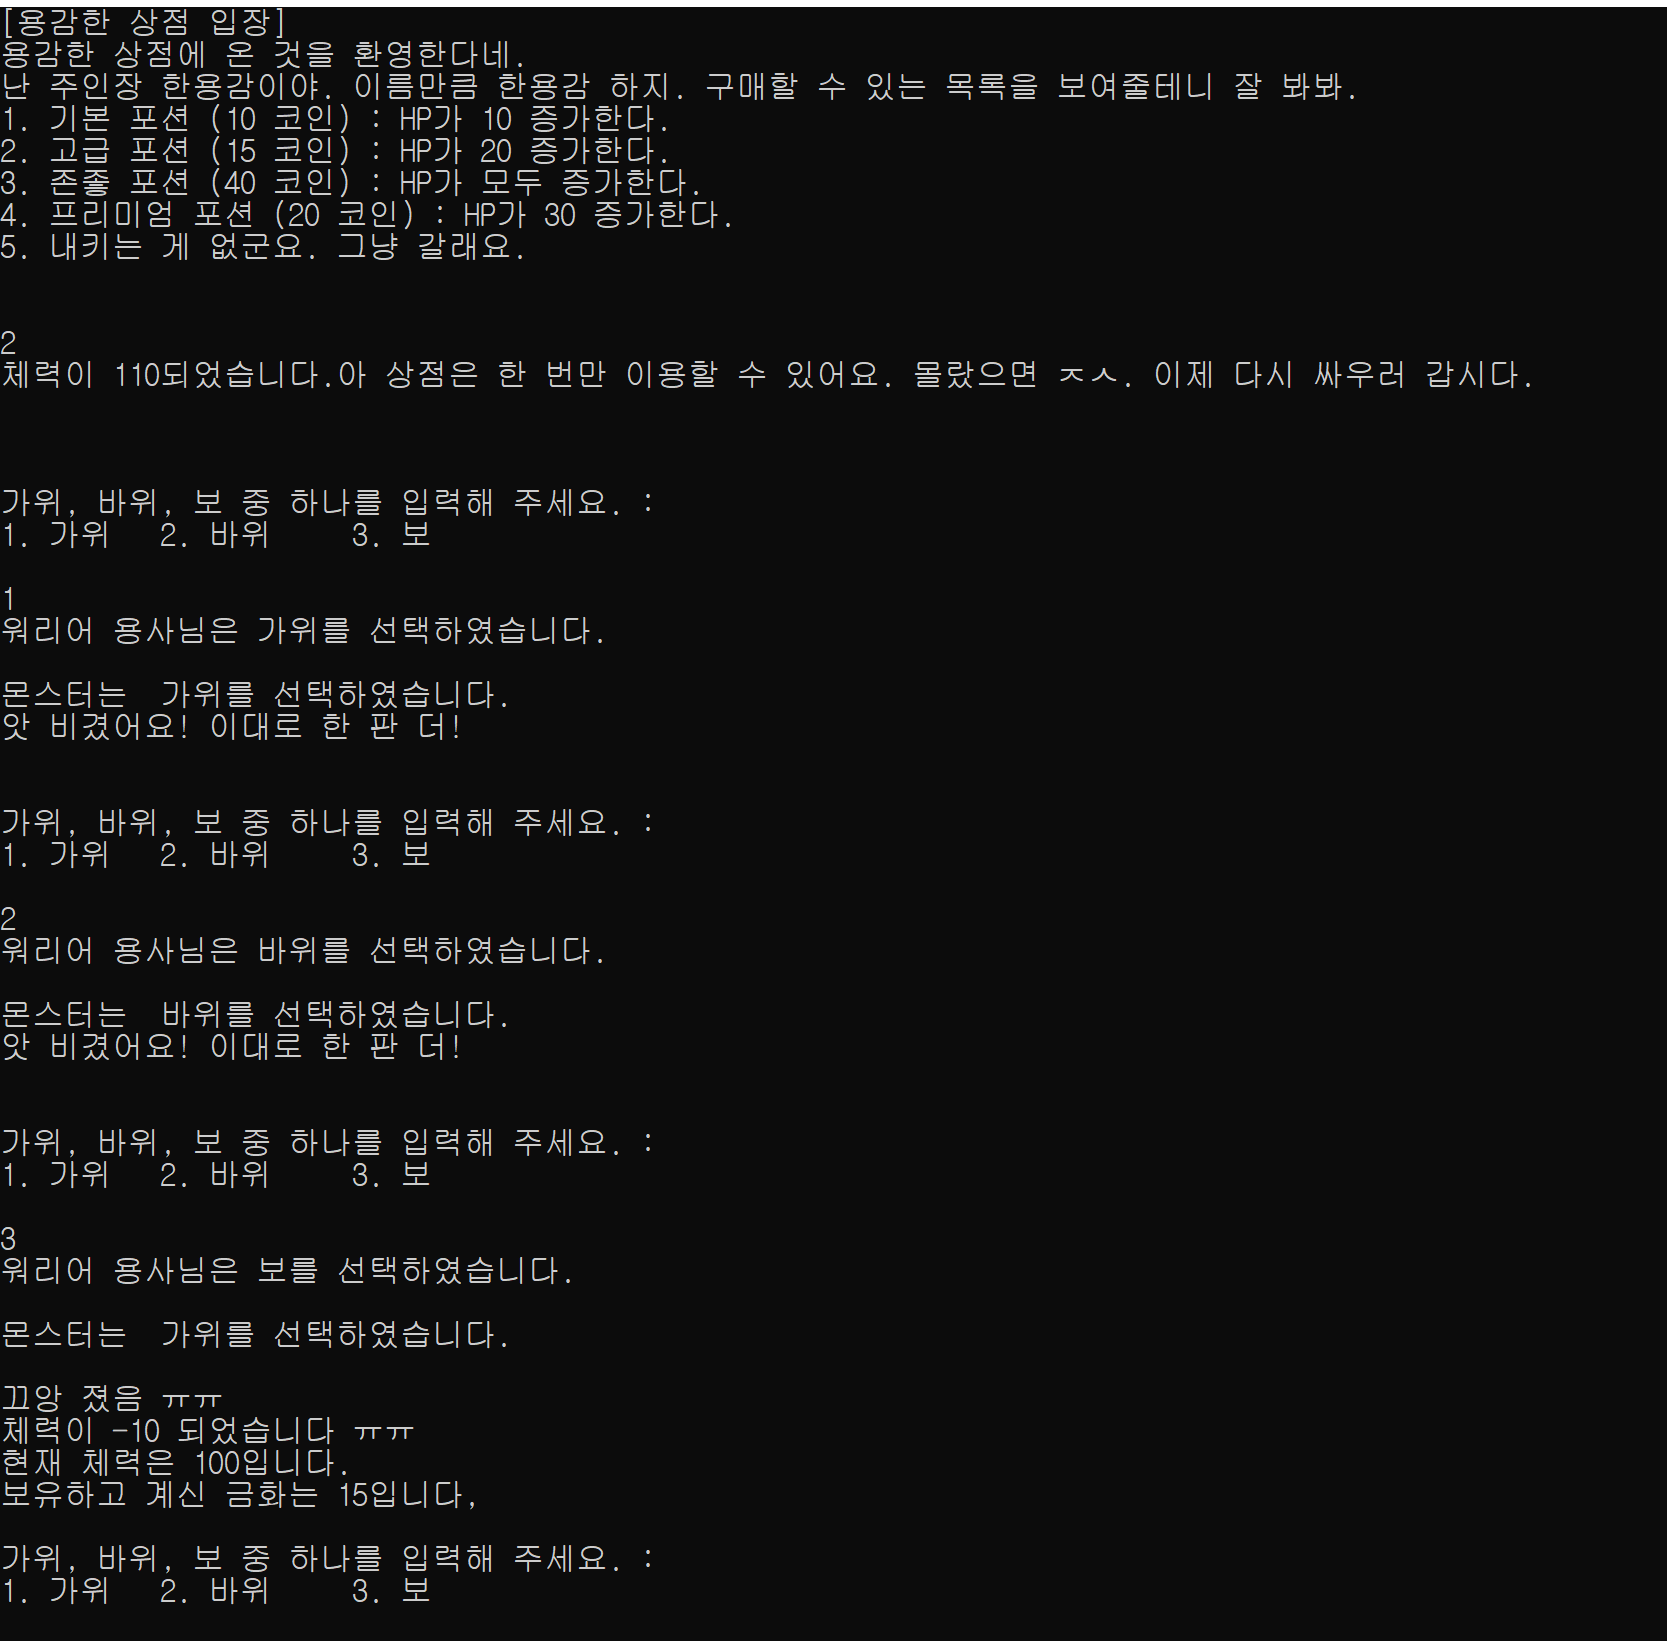 [용감한 상점 입장]
용감한 상점에 온 것을 환영한다네.
난 주인장 한용감이야. 이름만큼 한용감 하지. 구매할 수 있는 목록을 보여줄테니 잘 봐봐.
1. 기본 포션 (10 코인) : HP가 10 증가한다.
2. 고급 포션 (15 코인) : HP가 20 증가한다.
3. 존좋 포션 (40 코인) : HP가 모두 증가한다.
4. 프리미엄 포션 (20 코인) : HP가 30 증가한다.
5. 내키는 게 없군요. 그냥 갈래요.
2
체력이 110되었습니다.아 상점은 한 번만 이용할 수 있어요. 몰랐으면 ㅈㅅ. 이제 다시 싸우러 갑시다.
가위, 바위, 보 중 하나를 입력해 주세요. :
1. 가위   2. 바위     3. 보
1
워리어 용사님은 가위를 선택하였습니다.
몬스터는  가위를 선택하였습니다.
앗 비겼어요! 이대로 한 판 더!
가위, 바위, 보 중 하나를 입력해 주세요. :
1. 가위   2. 바위     3. 보
2
워리어 용사님은 바위를 선택하였습니다.
몬스터는  바위를 선택하였습니다.
앗 비겼어요! 이대로 한 판 더!
가위, 바위, 보 중 하나를 입력해 주세요. :
1. 가위   2. 바위     3. 보
3
워리어 용사님은 보를 선택하였습니다.
몬스터는  가위를 선택하였습니다.
끄앙 졌음 ㅠㅠ
체력이 -10 되었습니다 ㅠㅠ
현재 체력은 100입니다.
보유하고 계신 금화는 15입니다,
가위, 바위, 보 중 하나를 입력해 주세요. :
1. 가위   2. 바위     3. 보